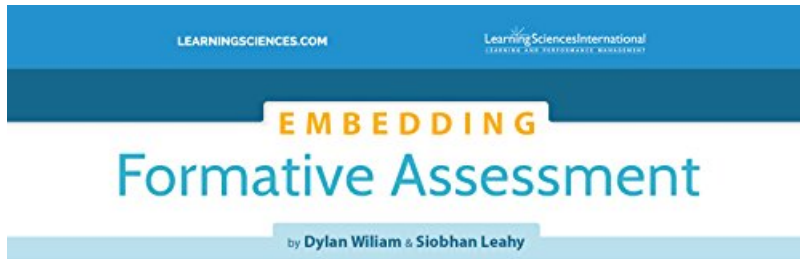 LEARNINGSCIENCES.COM
LearningSciencesInternational
LEARNING AND PERFORMANCE MANAGEMENT
EMBEDDING
Formative Assessment
by Dylan Wiliam & Siobhan Leahy